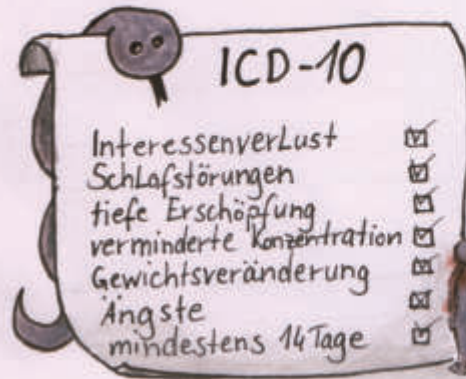 ICD-10
Interessenverlust
Schlafstörungen
tiefe Erschöpfung
verminderte Konzentration
Gewichtsveränderung
Ängste
mindestens 14 Tage